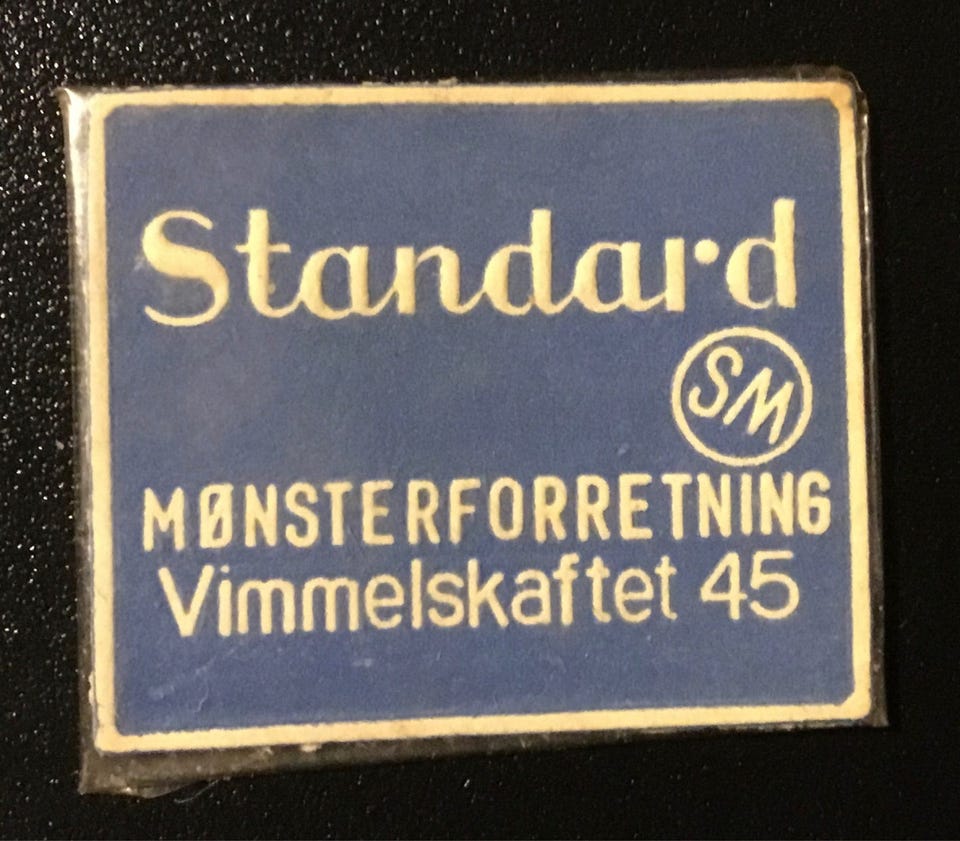 Standard
SM
MØNSTERFORRETNING
Vimmelskaftet 45